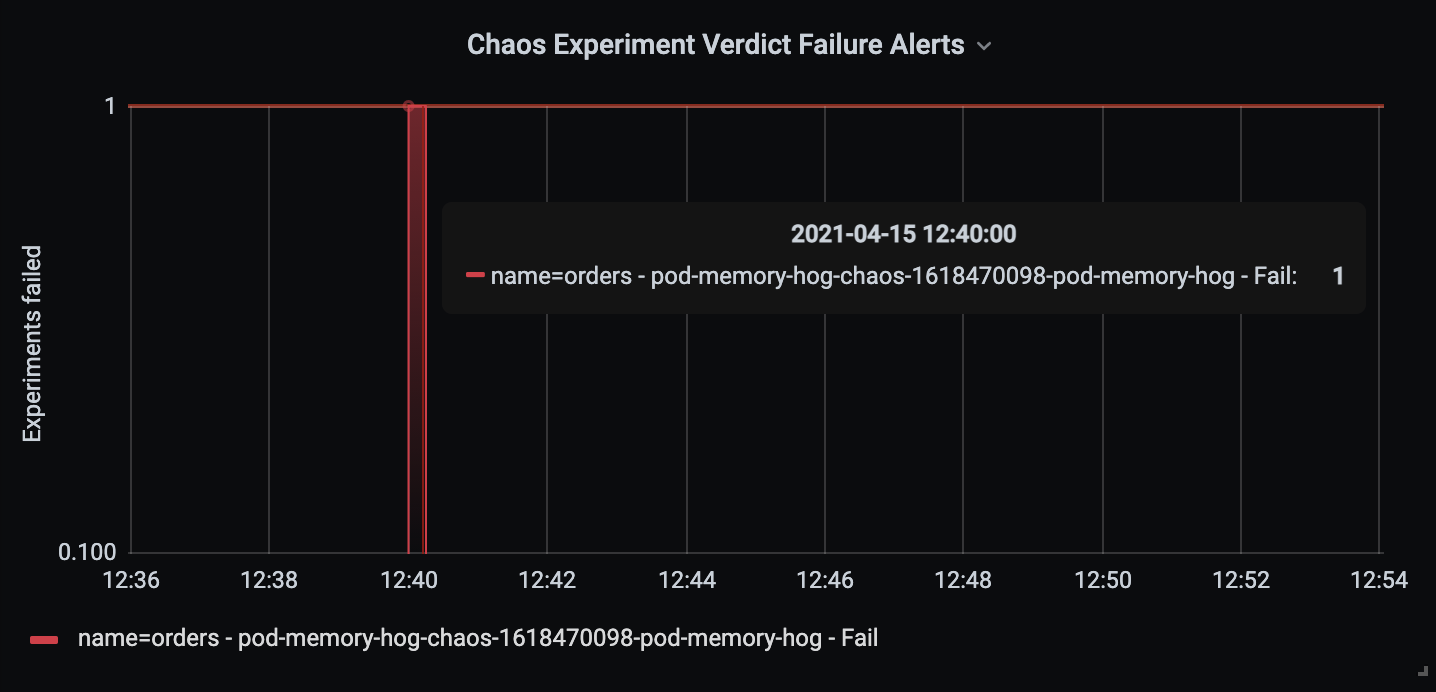 Chaos Experiment Verdict Failure Alerts
1
Experiments failed
2021-04-15 12:40:00
name=orders - pod-memory-hog-chaos-1618470098-pod-memory-hog - Fail: 1
0.100
12:36 12:38 12:40 12:42 12:44 12:46 12:48 12:50 12:52 12:54
name=orders - pod-memory-hog-chaos-1618470098-pod-memory-hog - Fail